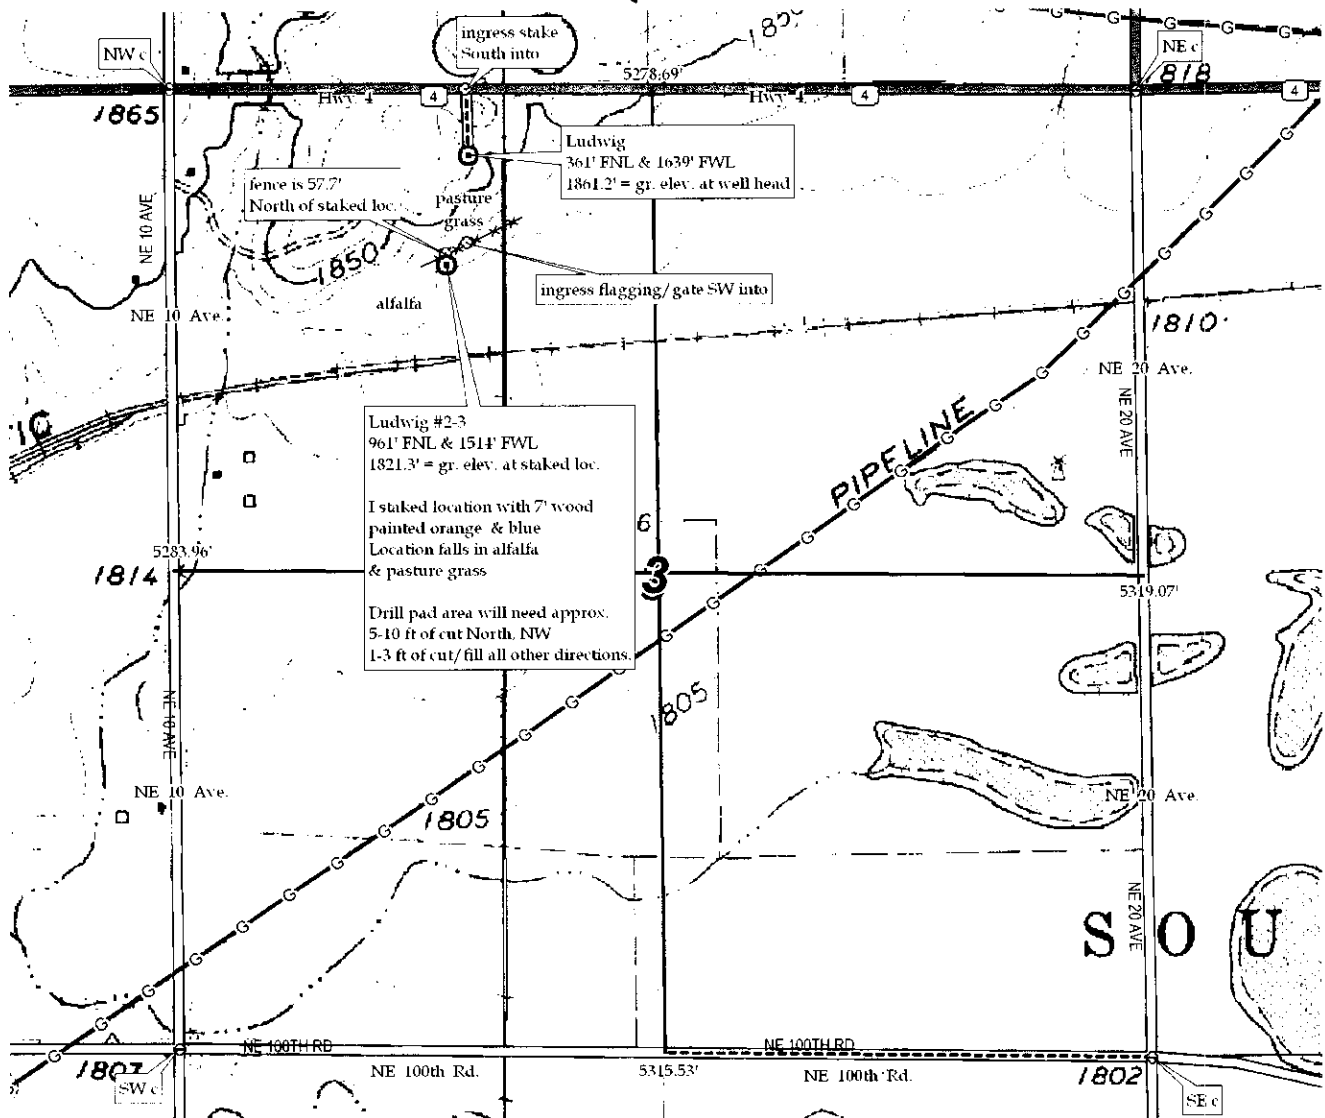 ingress stake
South into
NW c
NE c
1850
5278.69'
818
1865
Hwy. 4
4
Hwy. 4
4
4
Ludwig
361' FNL & 1639' FWL
1861.2' = gr. elev. at well head
fence is 57.7'
North of staked loc.
pasture
grass
NE 10 AVE
1850
ingress flagging/gate SW into
alfalfa
NE 10 Ave.
1810
NE 20 Ave.
NE 20 AVE
PIPELINE
Ludwig #2-3
961' FNL & 1514' FWL
1821.3' = gr. elev. at staked loc.
I staked location with 7' wood
painted orange & blue
Location falls in alfalfa
& pasture grass
Drill pad area will need approx.
5-10 ft of cut North, NW
1-3 ft of cut/fill all other directions.
6
3
5283.96'
1814
5319.07'
1805
NE 10 AVE
NE 10 Ave.
NE 20 Ave.
1805
NE 20 AVE
S O U
NE 100TH RD
NE 100TH RD
1807
SW c
NE 100th Rd.
5315.53'
NE 100th Rd.
1802
SE c